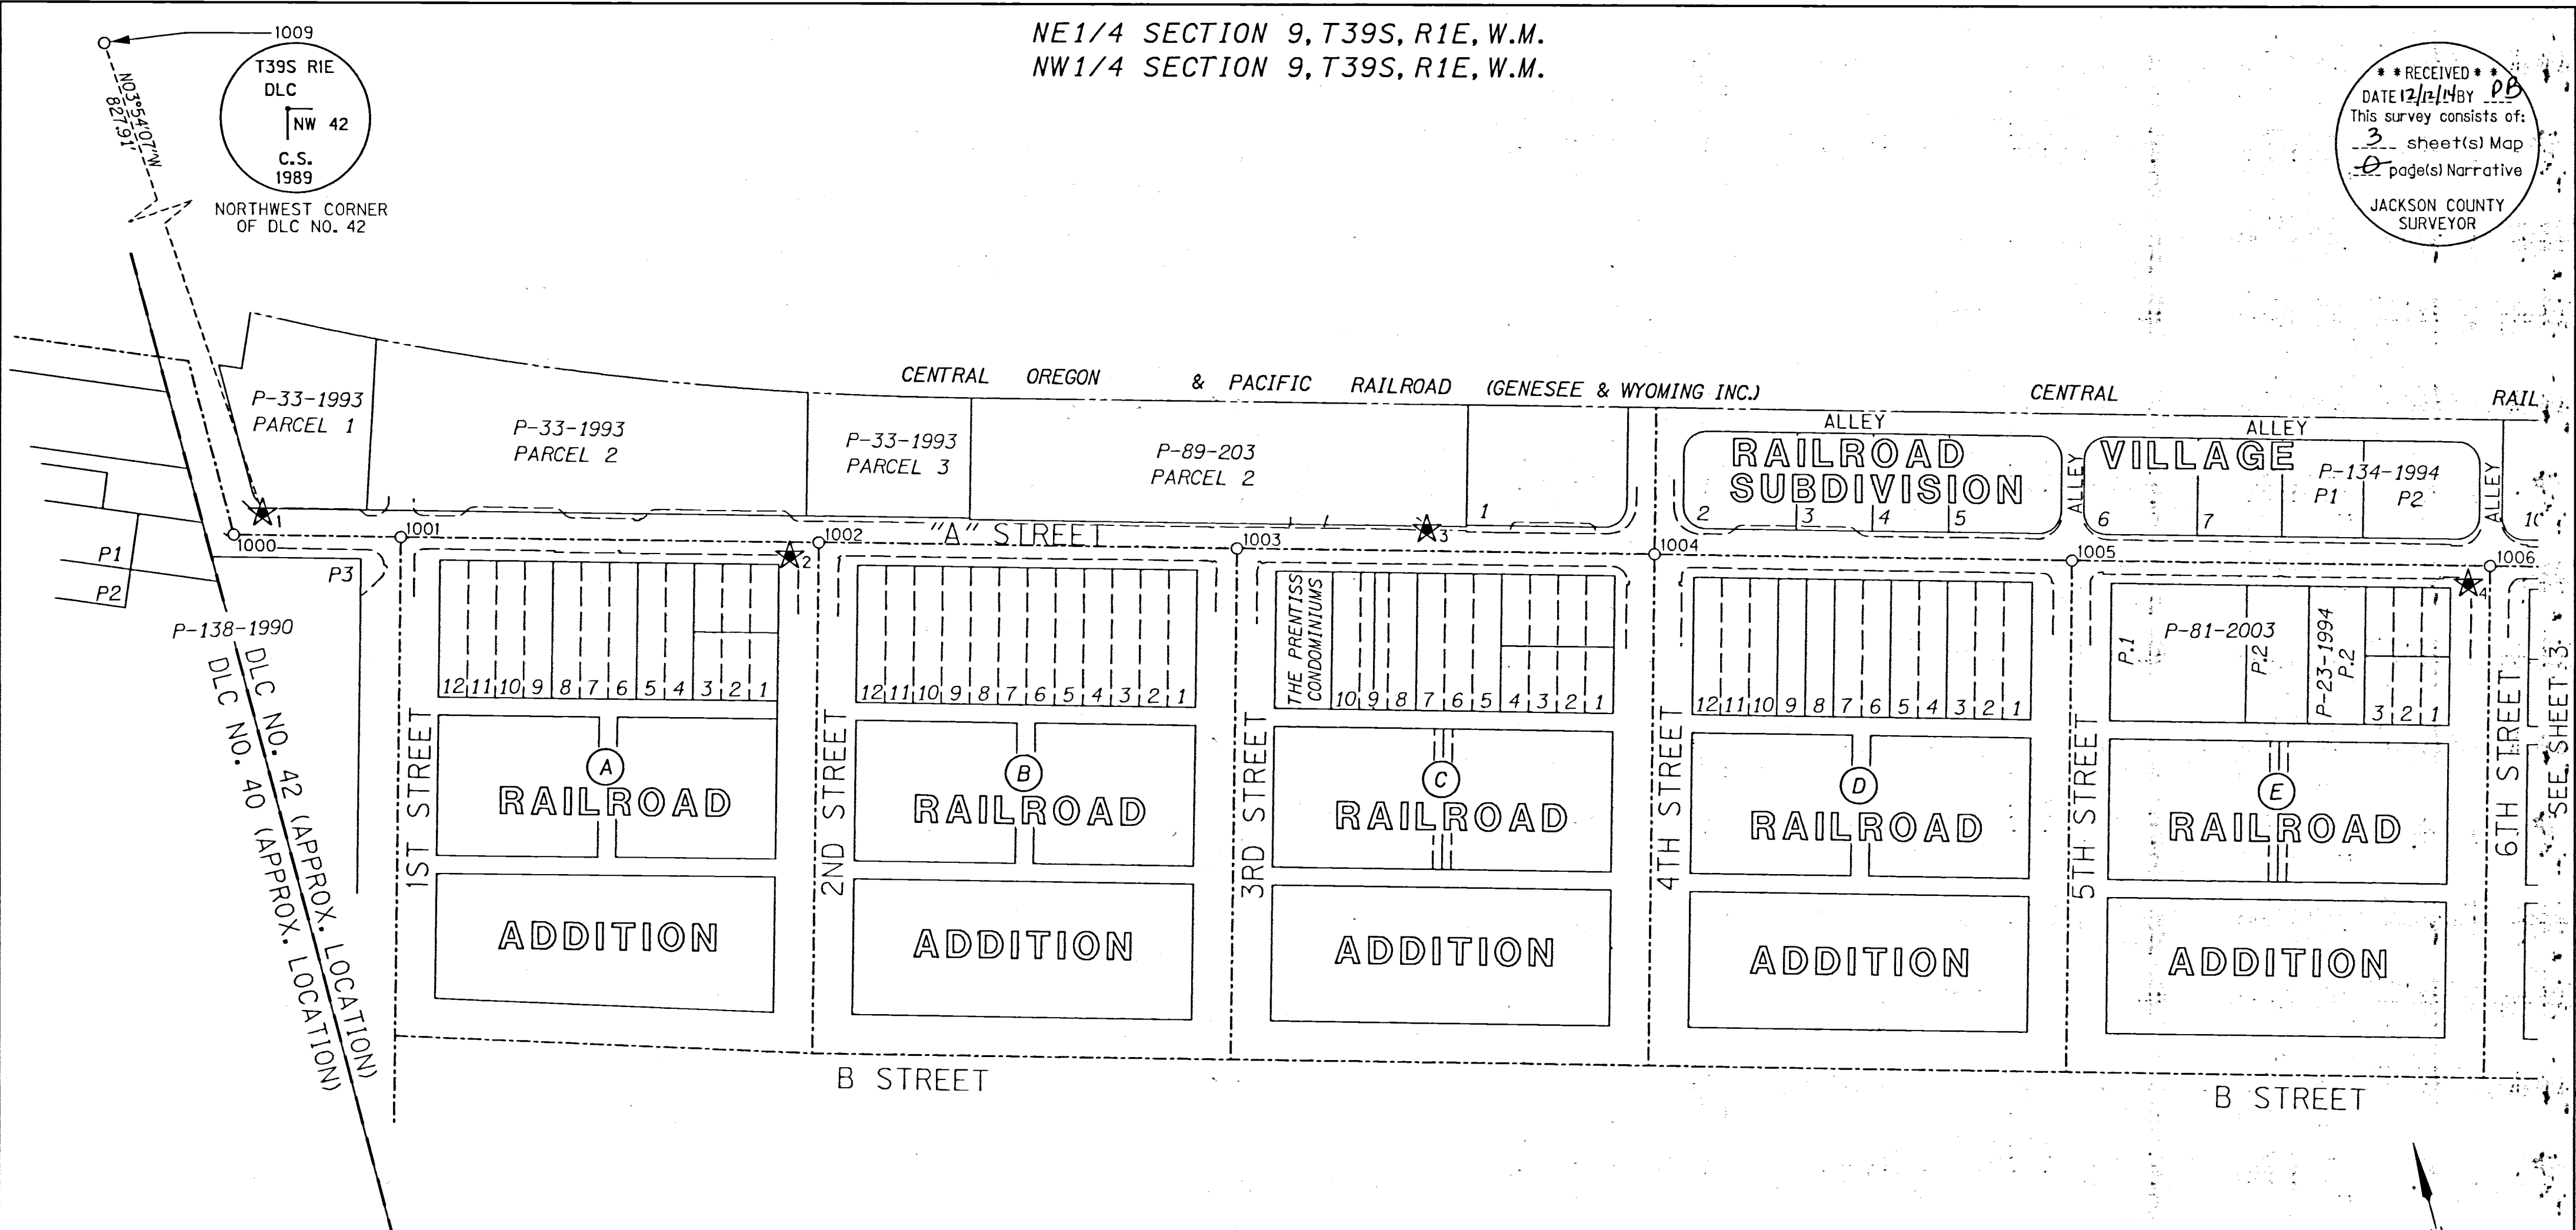 NE1/4 SECTION 9, T39S, R1E, W.M.
NW1/4 SECTION 9, T39S, R1E, W.M.
1009
T39S R1E
DLC
NW 42
C.S.
1989
NORTHWEST CORNER
OF DLC NO. 42
N03°54'07"W
827.91'
* * RECEIVED * *
DATE 12/12/14 BY PB
This survey consists of:
3 sheet(s) Map
0 page(s) Narrative
JACKSON COUNTY
SURVEYOR
CENTRAL OREGON & PACIFIC RAILROAD (GENESEE & WYOMING INC.)
CENTRAL
RAIL
P-33-1993
PARCEL 1
P-33-1993
PARCEL 2
P-33-1993
PARCEL 3
P-89-203
PARCEL 2
1
ALLEY
RAILROAD
SUBDIVISION
2 3 4 5
ALLEY
ALLEY
VILLAGE
P-134-1994
P1 P2
6 7
ALLEY
10
1
1000
1001
2
1002
"A" STREET
1003
3
1004
1005
1006
4
P1
P2
P3
P-138-1990
DLC NO. 42 (APPROX. LOCATION)
DLC NO. 40 (APPROX. LOCATION)
12 11 10 9 8 7 6 5 4 3 2 1
12 11 10 9 8 7 6 5 4 3 2 1
THE PRENTISS
CONDOMINIUMS
10 9 8 7 6 5 4 3 2 1
12 11 10 9 8 7 6 5 4 3 2 1
P.1
P-81-2003
P.2
P-23-1994
P.2
3 2 1
1ST STREET
2ND STREET
3RD STREET
4TH STREET
5TH STREET
6TH STREET
SEE SHEET 3
A
RAILROAD
ADDITION
B
RAILROAD
ADDITION
C
RAILROAD
ADDITION
D
RAILROAD
ADDITION
E
RAILROAD
ADDITION
B STREET
B STREET